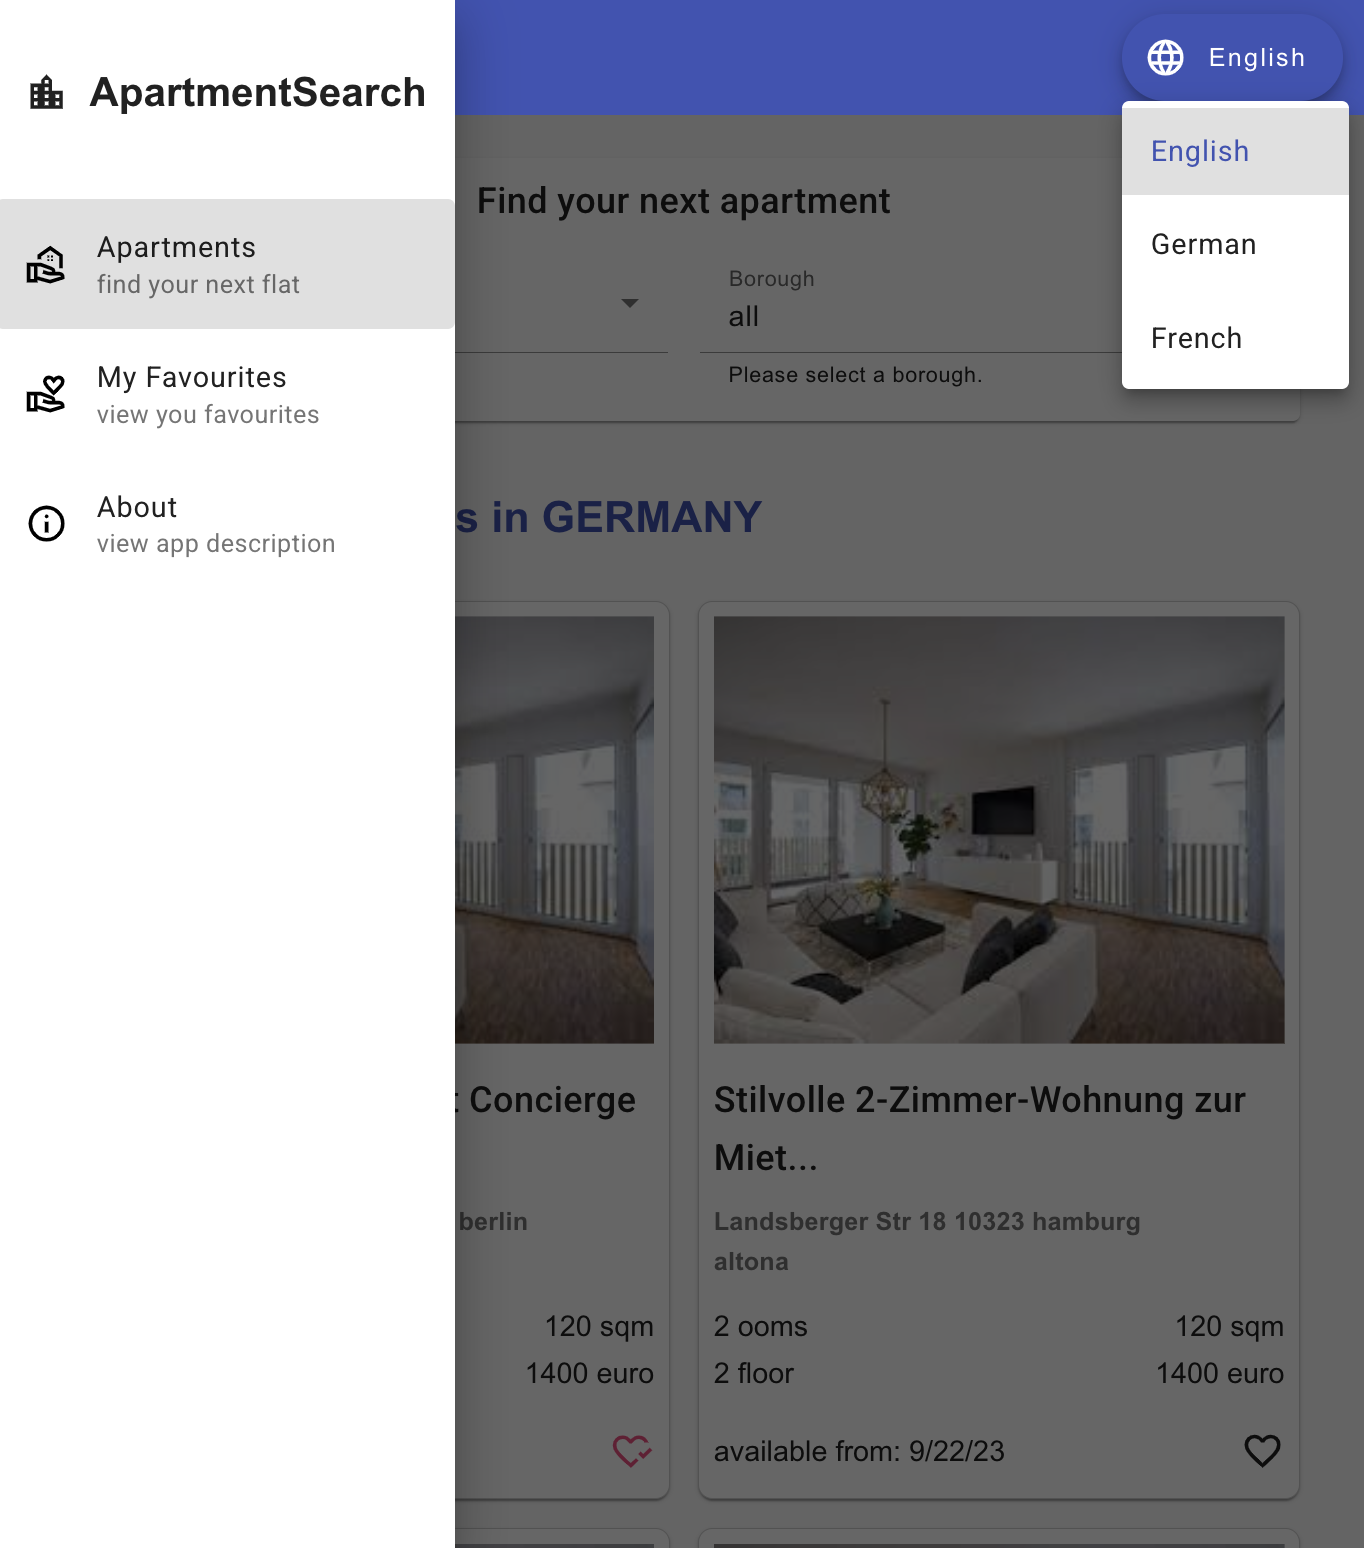 ApartmentSearch
Apartments
find your next flat
My Favourites
view you favourites
About
view app description
English
English
German
French
Find your next apartment
Borough
all
Please select a borough.
s in GERMANY
Concierge
berlin
120 sqm
1400 euro
Stilvolle 2-Zimmer-Wohnung zur
Miet...
Landsberger Str 18 10323 hamburg
altona
2 ooms 120 sqm
2 floor 1400 euro
available from: 9/22/23